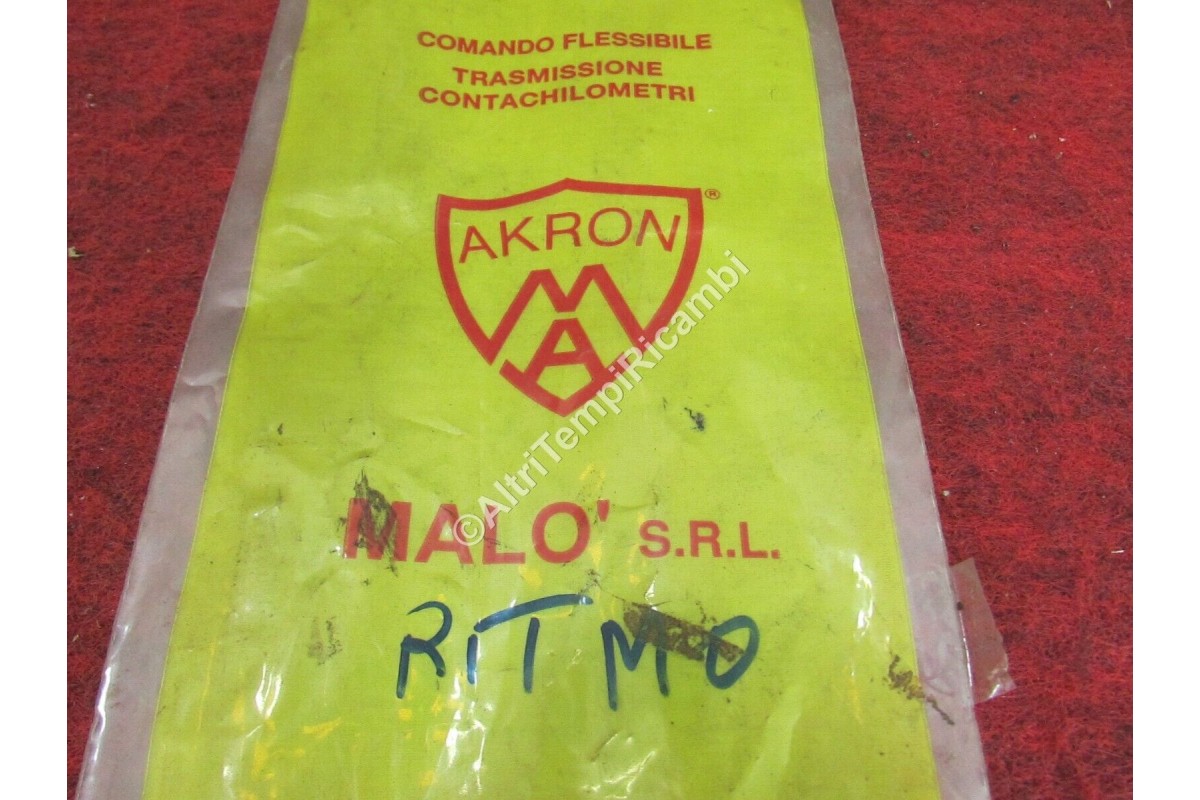 COMANDO FLESSIBILE
TRASMISSIONE
CONTACHILOMETRI
AKRON
®
MA
©AltriTempiRicambi
MALO' S.R.L.
RiTMO